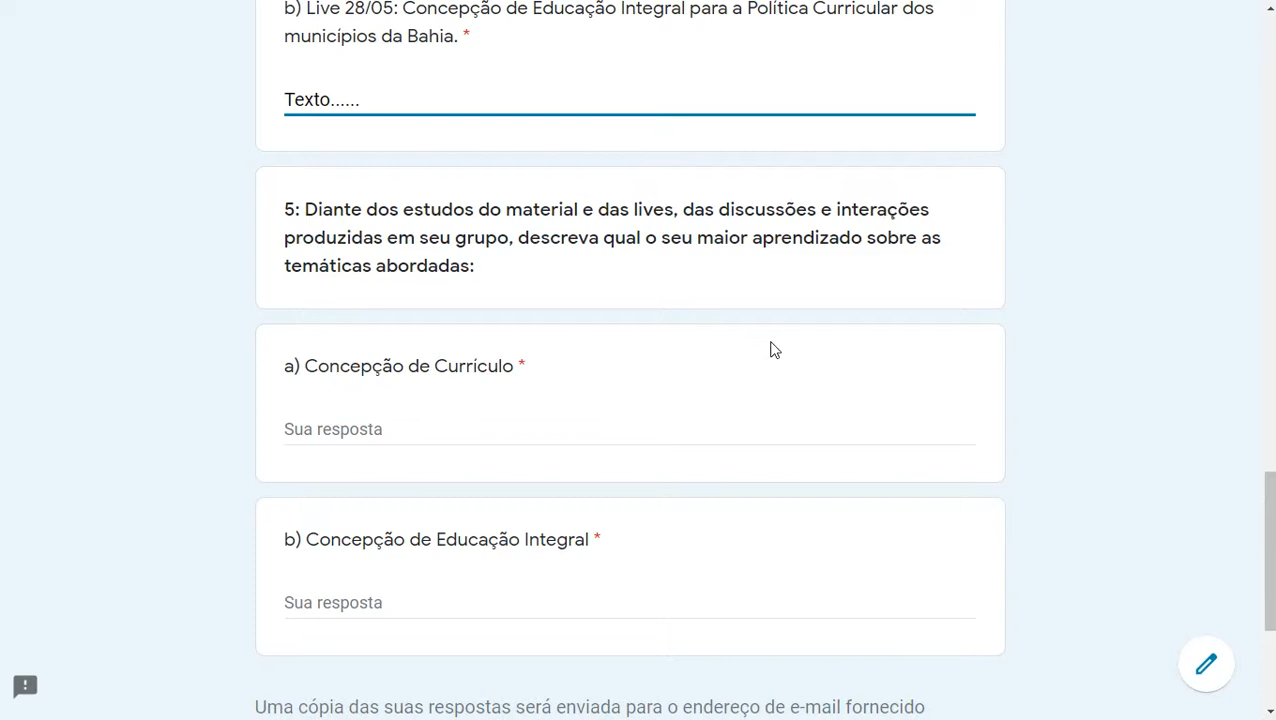 b) Live 28/05: Concepção de Educação Integral para a Política Curricular dos
municípios da Bahia. *
Texto......
5: Diante dos estudos do material e das lives, das discussões e interações
produzidas em seu grupo, descreva qual o seu maior aprendizado sobre as
temáticas abordadas:
a) Concepção de Currículo *
Sua resposta
b) Concepção de Educação Integral *
Sua resposta
Uma cópia das suas respostas será enviada para o endereço de e-mail fornecido